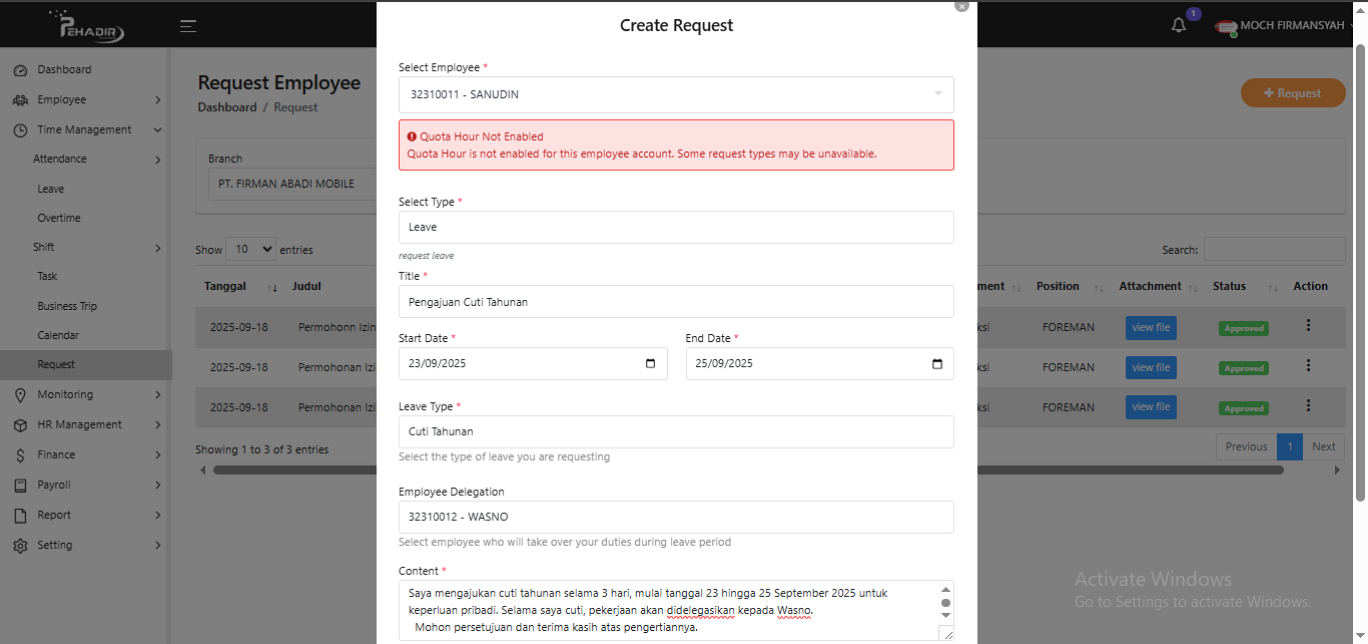 PEHADIR
1
MOCH FIRMANSYAH
Dashboard
Employee
Time Management
Attendance
Leave
Overtime
Shift
Task
Business Trip
Calendar
Request
Monitoring
HR Management
Finance
Payroll
Report
Setting
Request Employee
Dashboard / Request
+ Request
Branch
PT. FIRMAN ABADI MOBILE
Show 10 entries
Search:
Tanggal Judul ment Position Attachment Status Action
2025-09-18 Permohonn Izin ksi FOREMAN view file Approved
2025-09-18 Permohonan Izi ksi FOREMAN view file Approved
2025-09-18 Permohonan Izi ksi FOREMAN view file Approved
Showing 1 to 3 of 3 entries
Previous 1 Next
Create Request
Select Employee *
32310011 - SANUDIN
Quota Hour Not Enabled
Quota Hour is not enabled for this employee account. Some request types may be unavailable.
Select Type *
Leave
request leave
Title *
Pengajuan Cuti Tahunan
Start Date * End Date *
23/09/2025 25/09/2025
Leave Type *
Cuti Tahunan
Select the type of leave you are requesting
Employee Delegation
32310012 - WASNO
Select employee who will take over your duties during leave period
Content *
Saya mengajukan cuti tahunan selama 3 hari, mulai tanggal 23 hingga 25 September 2025 untuk
keperluan pribadi. Selama saya cuti, pekerjaan akan didelegasikan kepada Wasno.
Mohon persetujuan dan terima kasih atas pengertiannya.
Activate Windows
Go to Settings to activate Windows.